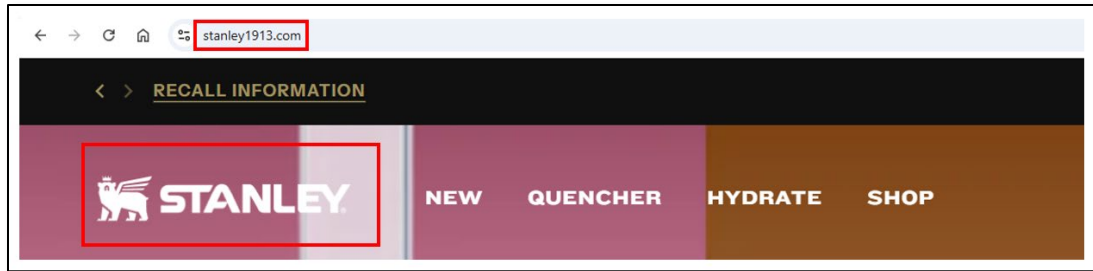 stanley1913.com
< > RECALL INFORMATION
STANLEY.
NEW QUENCHER HYDRATE SHOP